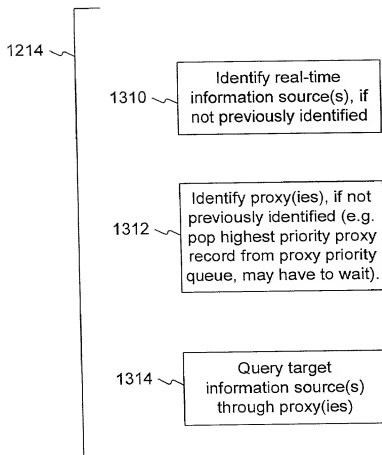 1214
1310
Identify real-time
information source(s), if
not previously identified
1312
Identify proxy(ies), if not
previously identified (e.g.
pop highest priority proxy
record from proxy priority
queue, may have to wait).
1314
Query target
information source(s)
through proxy(ies)